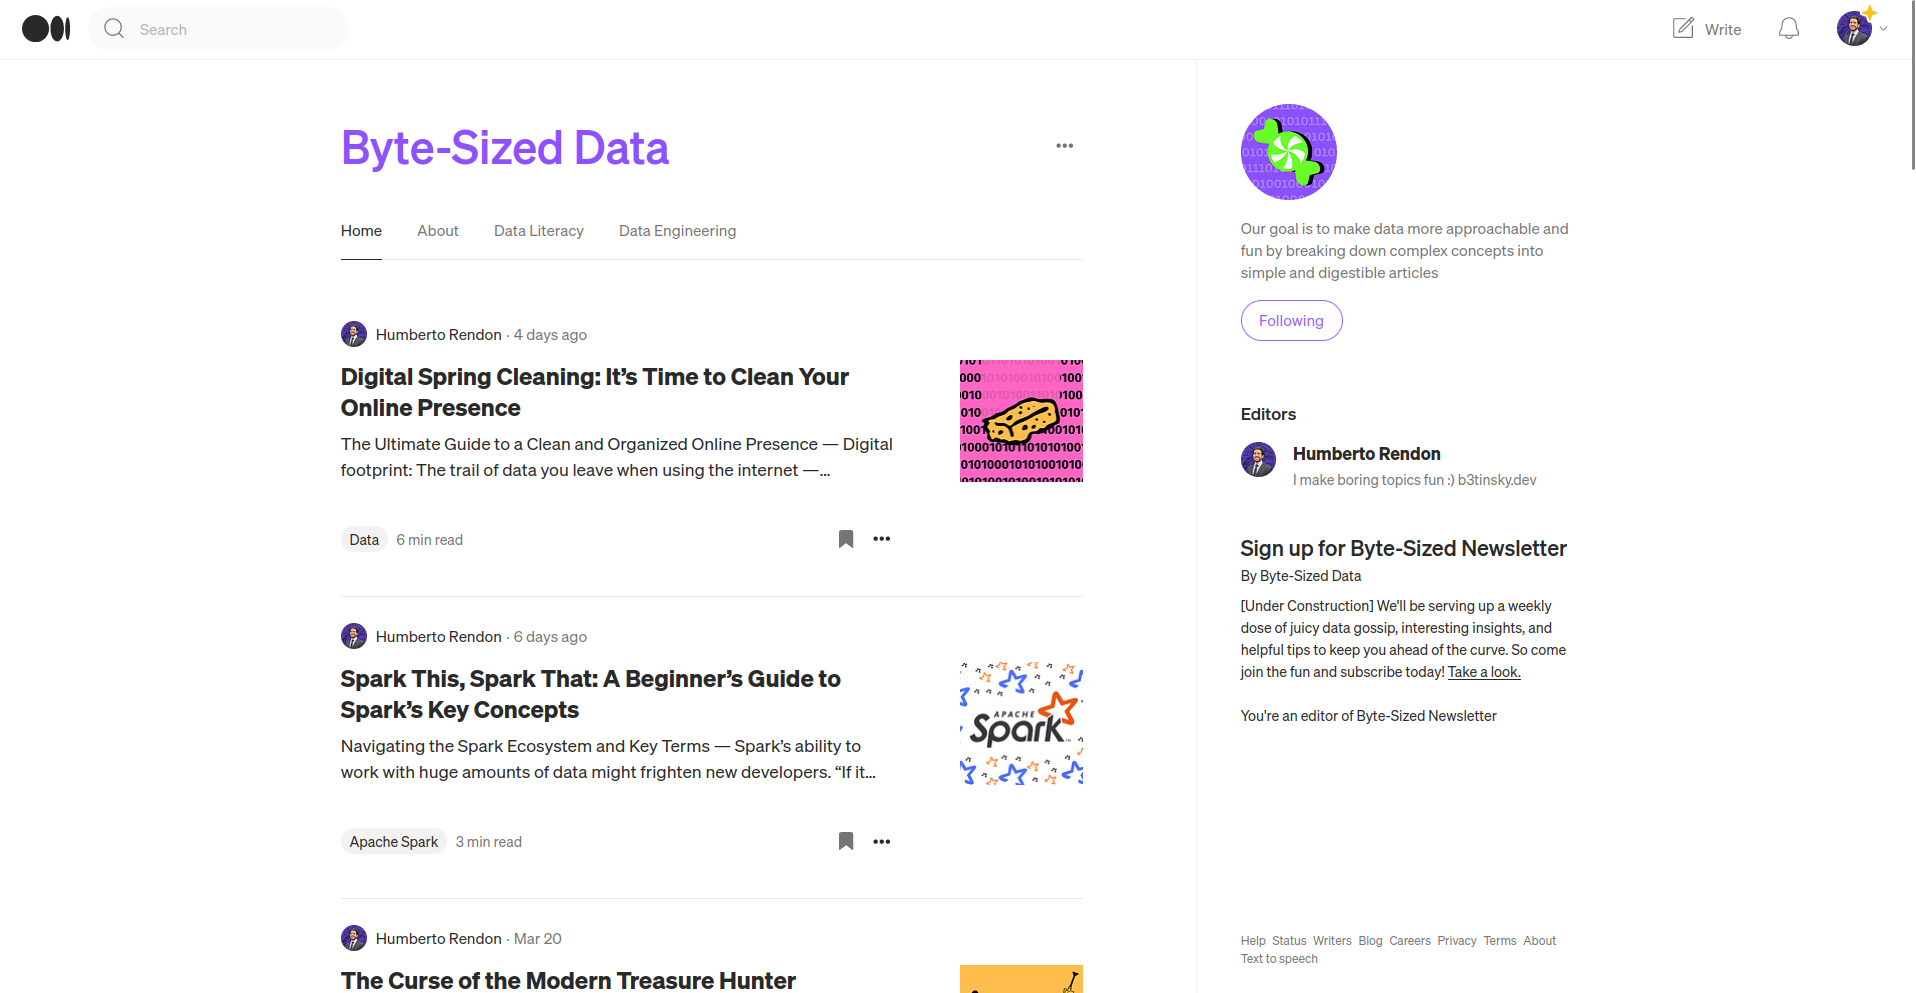 Search
Write
Byte-Sized Data
Home
About
Data Literacy
Data Engineering
Humberto Rendon · 4 days ago
Digital Spring Cleaning: It’s Time to Clean Your
Online Presence
The Ultimate Guide to a Clean and Organized Online Presence — Digital
footprint: The trail of data you leave when using the internet —...
Data
6 min read
Humberto Rendon · 6 days ago
Spark This, Spark That: A Beginner’s Guide to
Spark’s Key Concepts
Navigating the Spark Ecosystem and Key Terms — Spark’s ability to
work with huge amounts of data might frighten new developers. “If it...
APACHE
Spark
Apache Spark
3 min read
Humberto Rendon · Mar 20
The Curse of the Modern Treasure Hunter
Our goal is to make data more approachable and
fun by breaking down complex concepts into
simple and digestible articles
Following
Editors
Humberto Rendon
I make boring topics fun :) b3tinsky.dev
Sign up for Byte-Sized Newsletter
By Byte-Sized Data
[Under Construction] We'll be serving up a weekly
dose of juicy data gossip, interesting insights, and
helpful tips to keep you ahead of the curve. So come
join the fun and subscribe today! Take a look.
You're an editor of Byte-Sized Newsletter
Help Status Writers Blog Careers Privacy Terms About
Text to speech